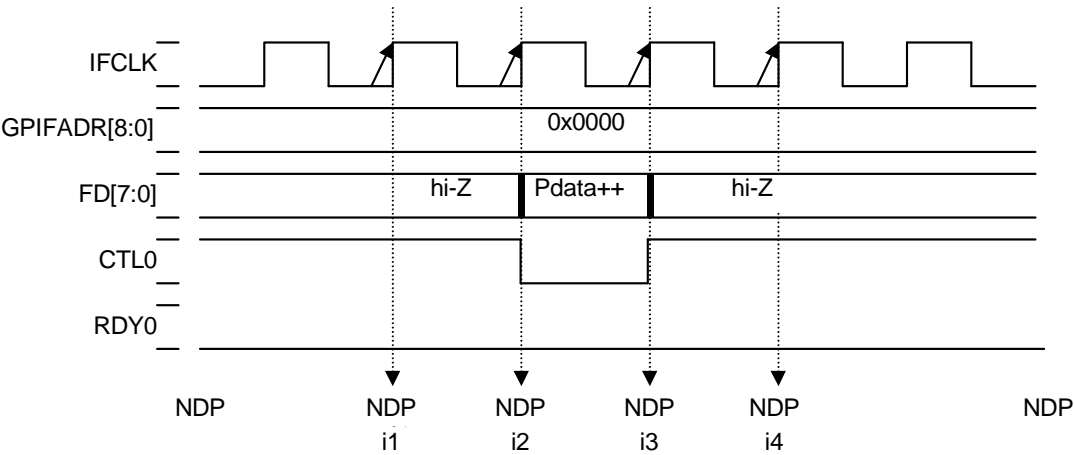 IFCLK
GPIFADR[8:0]
0x0000
FD[7:0]
hi-Z
Pdata++
hi-Z
CTL0
RDY0
NDP NDP NDP NDP NDP NDP
i1 i2 i3 i4